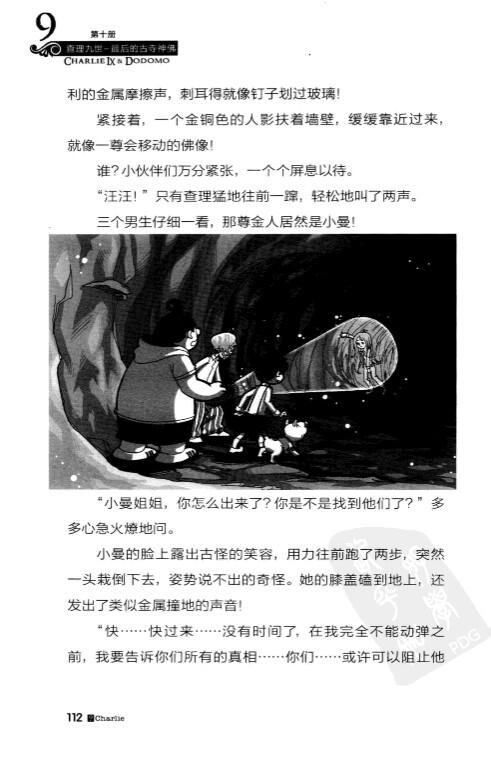 9
第十册
查理九世-最后的古寺神佛
CHARLIE IX & DODOMO
利的金属摩擦声，刺耳得就像钉子划过玻璃！
紧接着，一个金铜色的人影扶着墙壁，缓缓靠近过来，
就像一尊会移动的佛像！
谁？小伙伴们万分紧张，一个个屏息以待。
“汪汪！”只有查理猛地往前一蹿，轻松地叫了两声。
三个男生仔细一看，那尊金人居然是小曼！
“小曼姐姐，你怎么出来了？你是不是找到他们了？”多
多心急火燎地问。
小曼的脸上露出古怪的笑容，用力往前跑了两步，突然
一头栽倒下去，姿势说不出的奇怪。她的膝盖磕到地上，还
发出了类似金属撞地的声音！
“快……快过来……没有时间了，在我完全不能动弹之
前，我要告诉你们所有的真相……你们……或许可以阻止他
PDG
112 Charlie